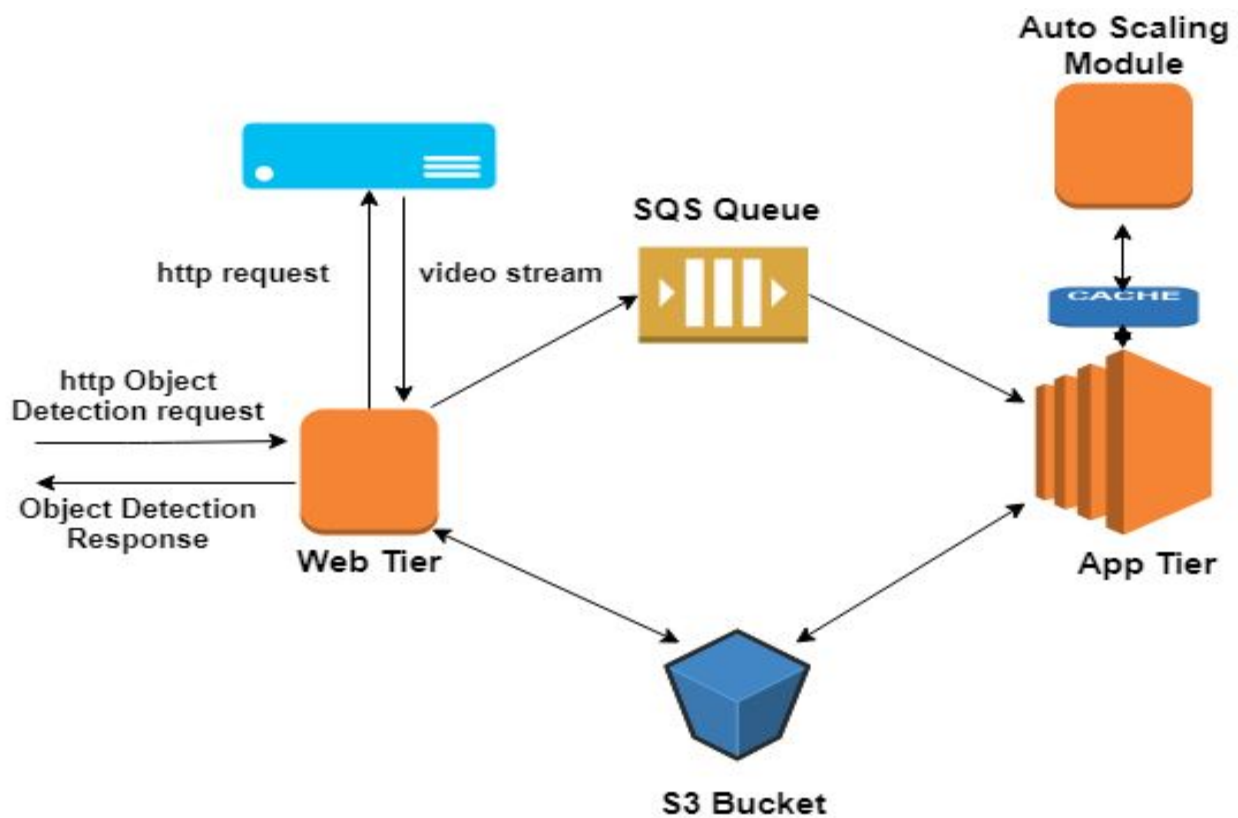 Auto Scaling
Module
SQS Queue
http request
video stream
CACHE
http Object
Detection request
Object Detection
Response
Web Tier
App Tier
S3 Bucket